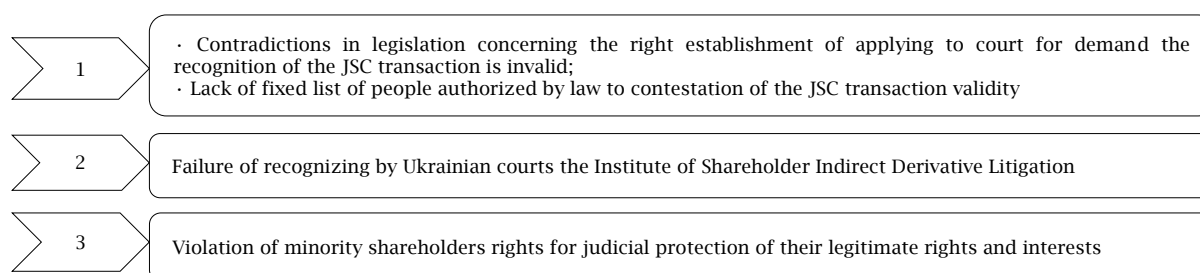 1
· Contradictions in legislation concerning the right establishment of applying to court for demand the
recognition of the JSC transaction is invalid;
· Lack of fixed list of people authorized by law to contestation of the JSC transaction validity
2
Failure of recognizing by Ukrainian courts the Institute of Shareholder Indirect Derivative Litigation
3
Violation of minority shareholders rights for judicial protection of their legitimate rights and interests